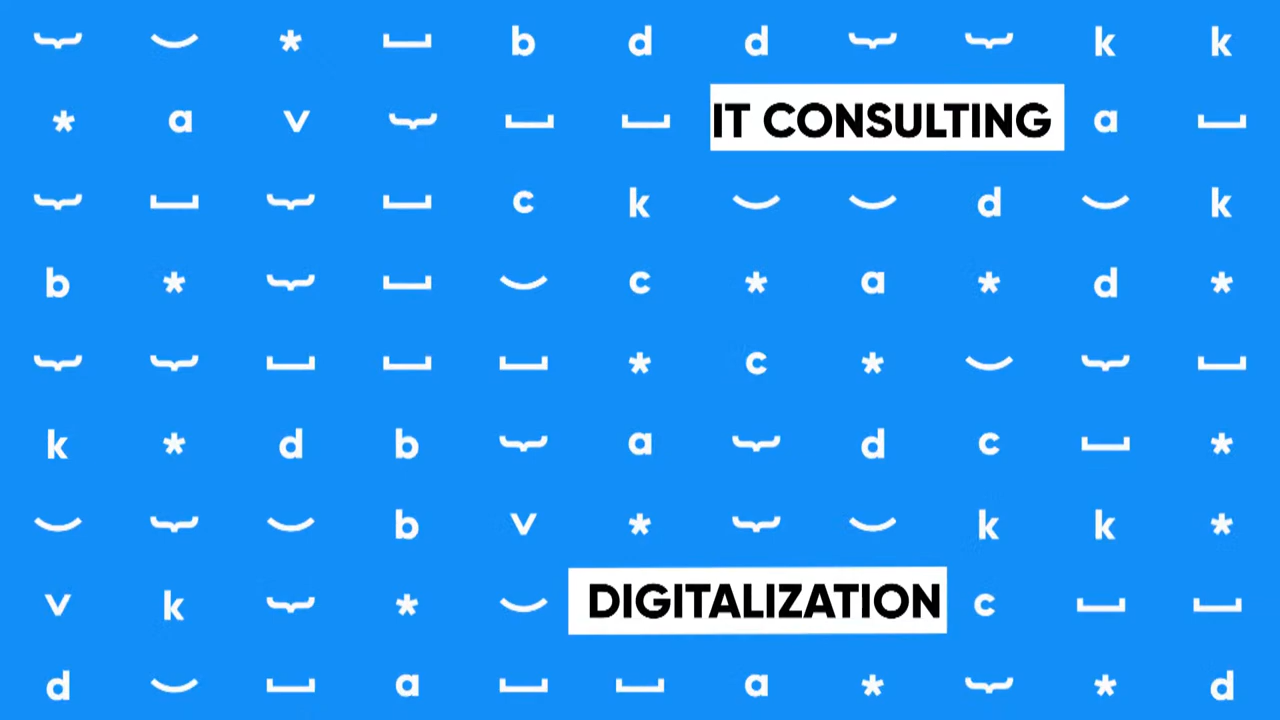 b d d k k
* a v IT CONSULTING a
c k d k
b * c a * d *
* c *
k * d b a d c *
b v * k k *
v k * DIGITALIZATION c
d a a * * d